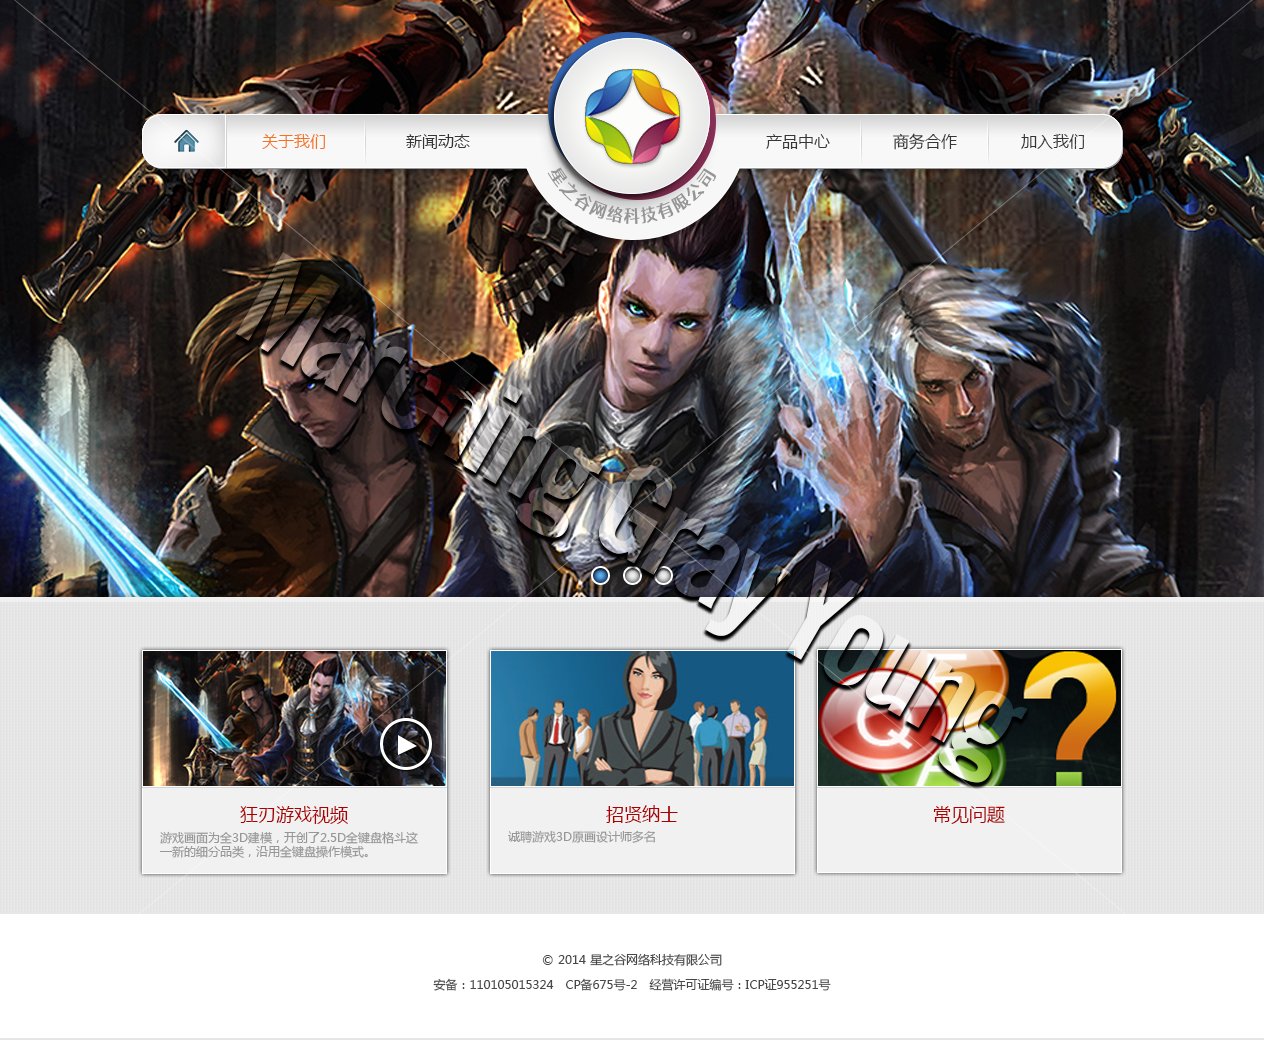 关于我们
新闻动态
产品中心
商务合作
加入我们
星之谷网络科技有限公司
Marching Gray Young
Q
A
?
狂刃游戏视频
游戏画面为全3D建模，开创了2.5D全键盘格斗这
一新的细分品类，沿用全键盘操作模式。
招贤纳士
诚聘游戏3D原画设计师多名
常见问题
© 2014 星之谷网络科技有限公司
安备：110105015324 CP备675号-2 经营许可证编号：ICP证955251号